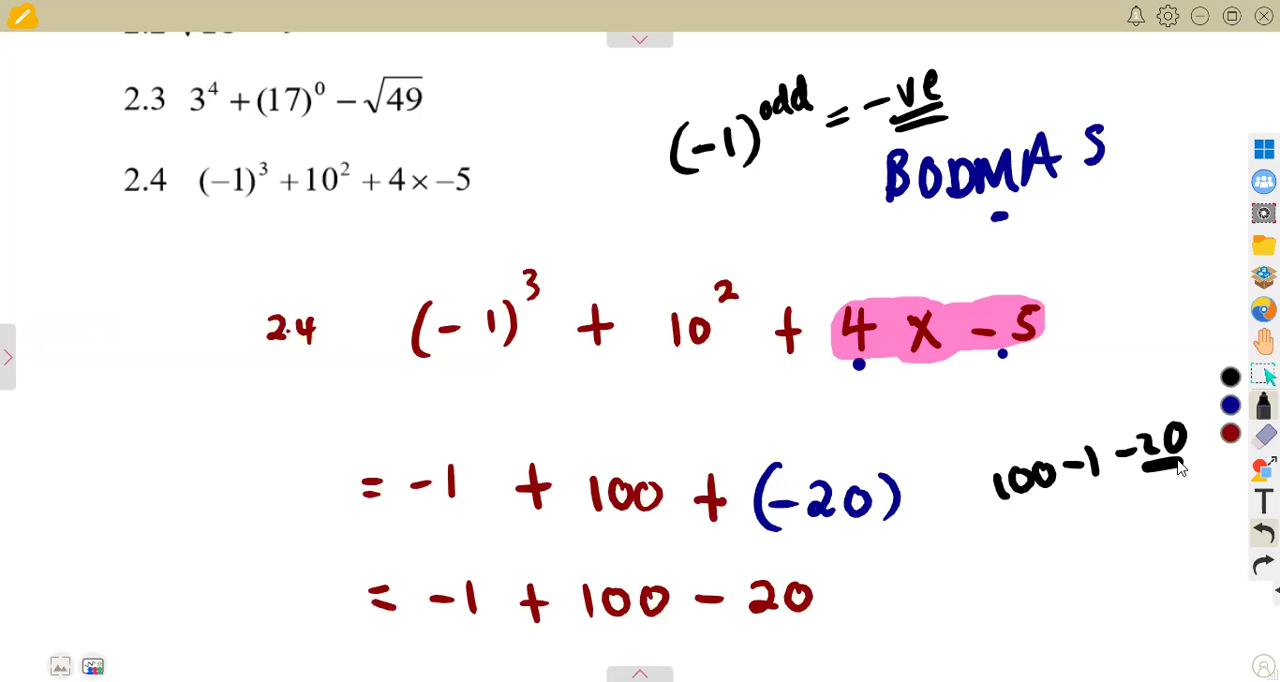 2.3 3⁴ + (17)⁰ − √49
2.4 (−1)³ + 10² + 4 × −5
(-1)^odd = -ve
BODMAS
2.4 (-1)³ + 10² + 4 x -5
= -1 + 100 + (-20)
100 -1 -20
= -1 + 100 - 20